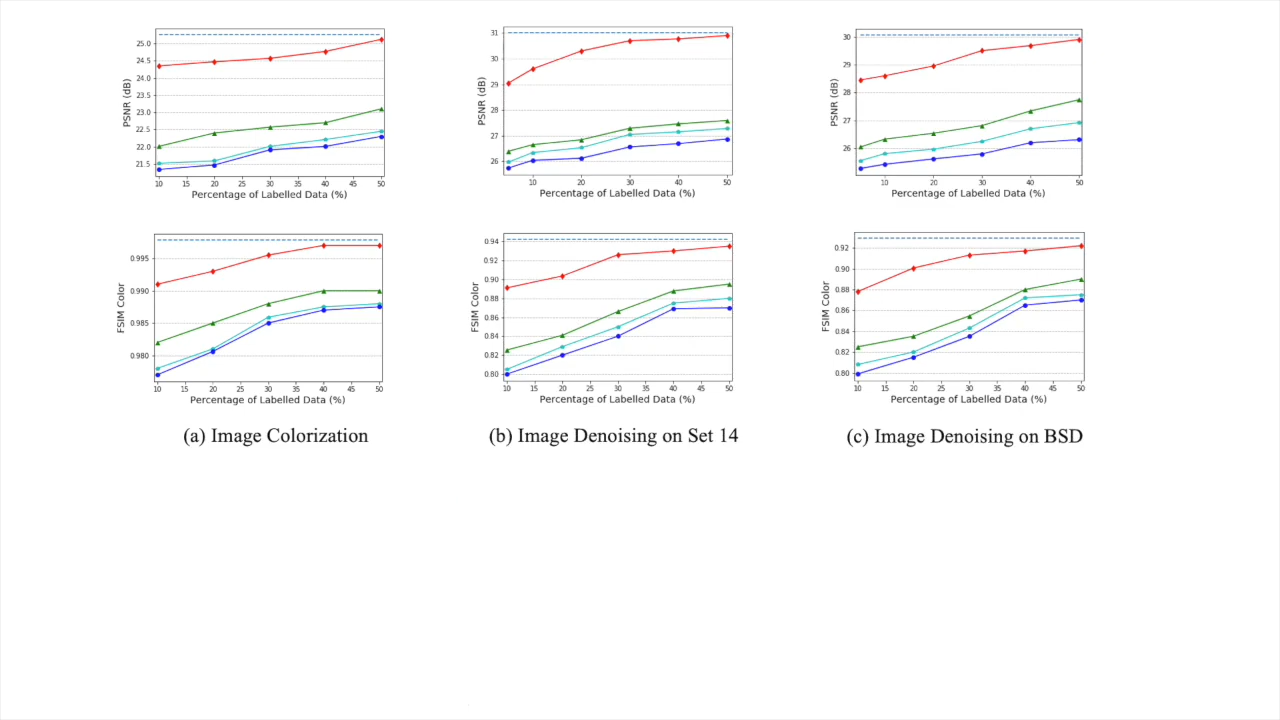 25.0
24.5
24.0
23.5
23.0
22.5
22.0
21.5
PSNR (dB)
10 15 20 25 30 35 40 45 50
Percentage of Labelled Data (%)
31
30
29
28
27
26
PSNR (dB)
10 20 30 40 50
Percentage of Labelled Data (%)
30
29
28
27
26
PSNR (dB)
10 20 30 40 50
Percentage of Labelled Data (%)
0.995
0.990
0.985
0.980
FSIM Color
10 15 20 25 30 35 40 45 50
Percentage of Labelled Data (%)
0.94
0.92
0.90
0.88
0.86
0.84
0.82
0.80
FSIM Color
10 15 20 25 30 35 40 45 50
Percentage of Labelled Data (%)
0.92
0.90
0.88
0.86
0.84
0.82
0.80
FSIM Color
10 15 20 25 30 35 40 45 50
Percentage of Labelled Data (%)
(a) Image Colorization
(b) Image Denoising on Set 14
(c) Image Denoising on BSD